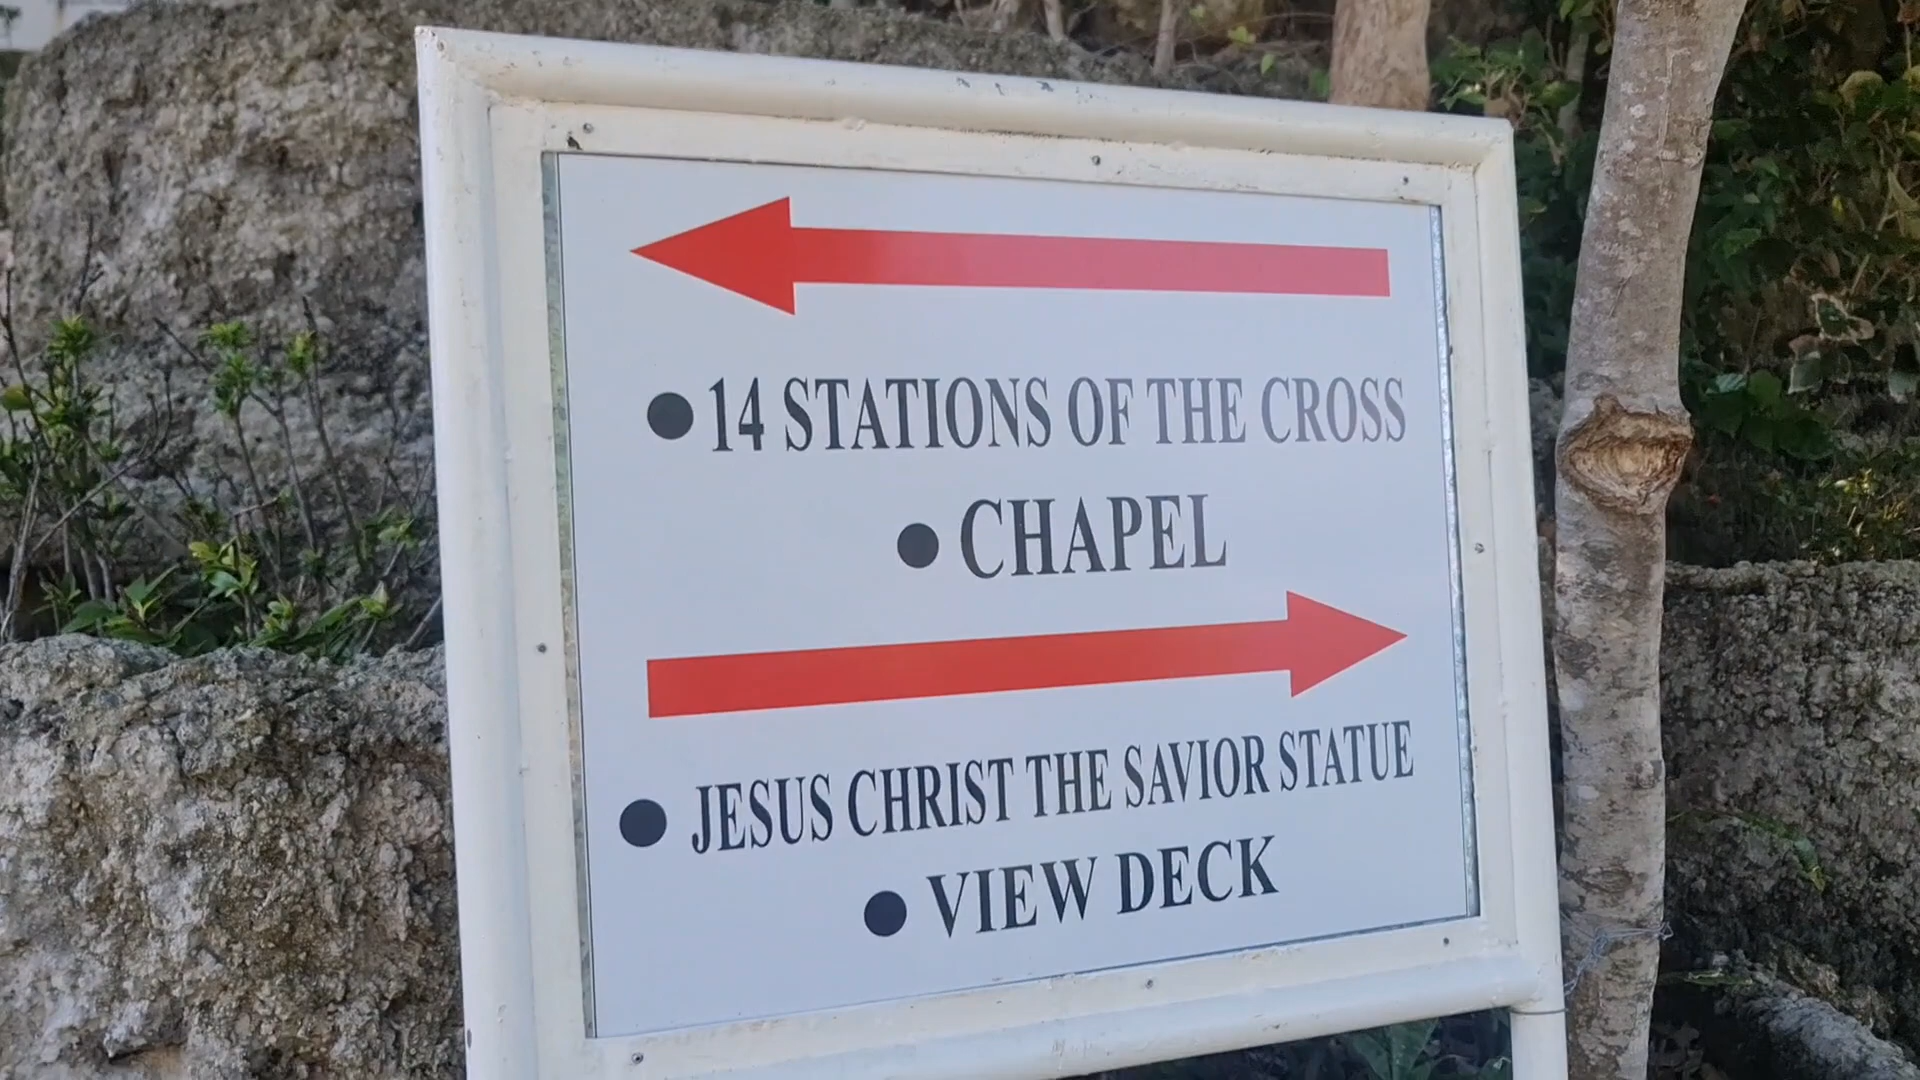 ● 14 STATIONS OF THE CROSS
● CHAPEL
● JESUS CHRIST THE SAVIOR STATUE
● VIEW DECK